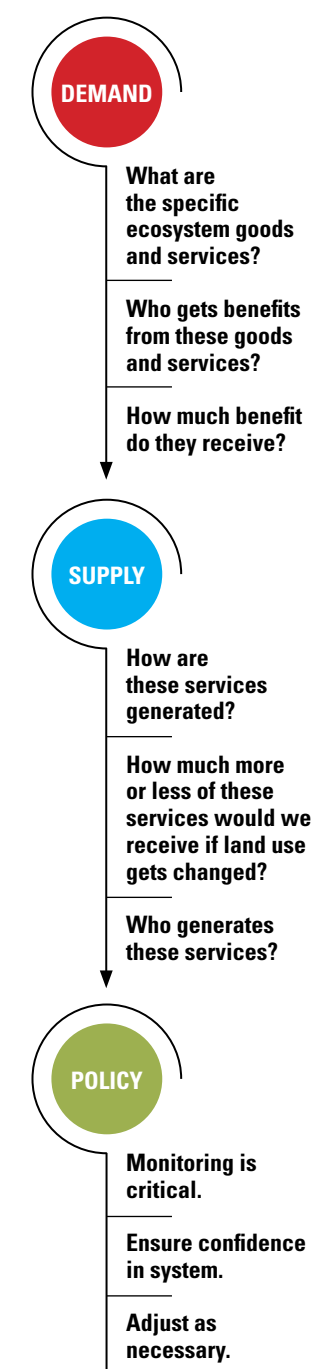 DEMAND
What are
the specific
ecosystem goods
and services?
Who gets benefits
from these goods
and services?
How much benefit
do they receive?
SUPPLY
How are
these services
generated?
How much more
or less of these
services would we
receive if land use
gets changed?
Who generates
these services?
POLICY
Monitoring is
critical.
Ensure confidence
in system.
Adjust as
necessary.